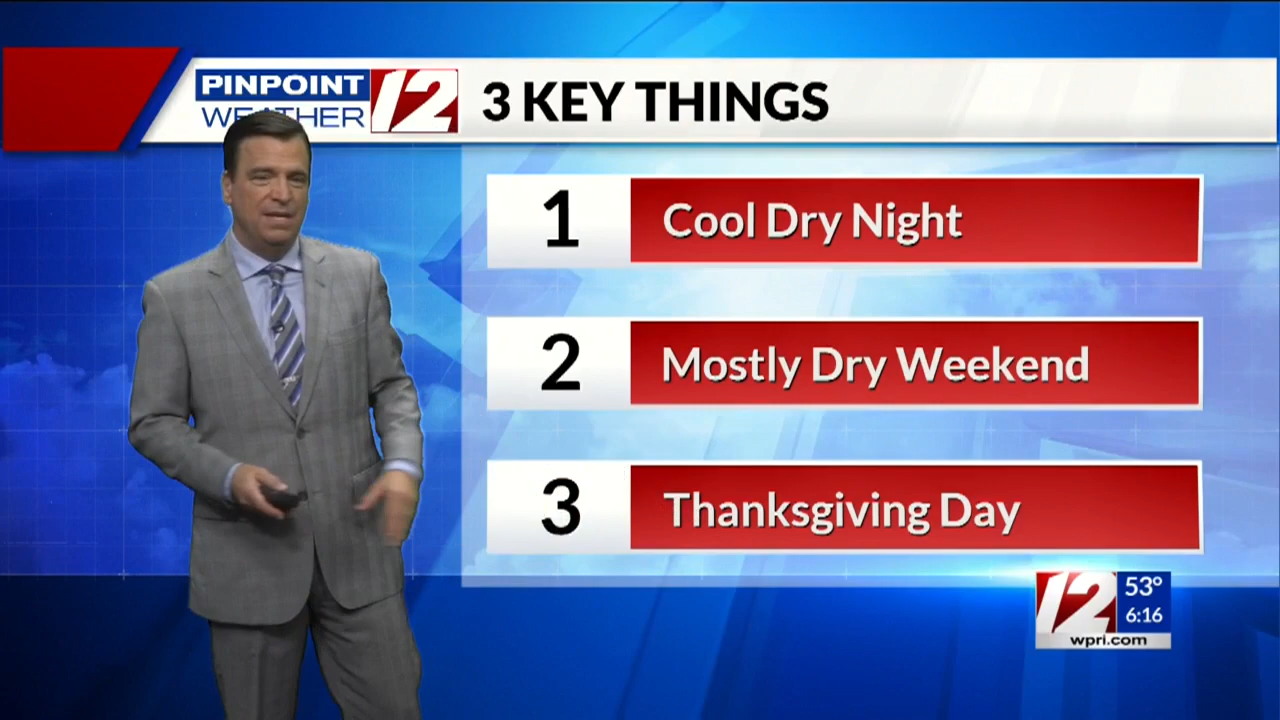 PINPOINT
WEATHER 12
3 KEY THINGS
1 Cool Dry Night
2 Mostly Dry Weekend
3 Thanksgiving Day
12 53°
6:16
wpri.com